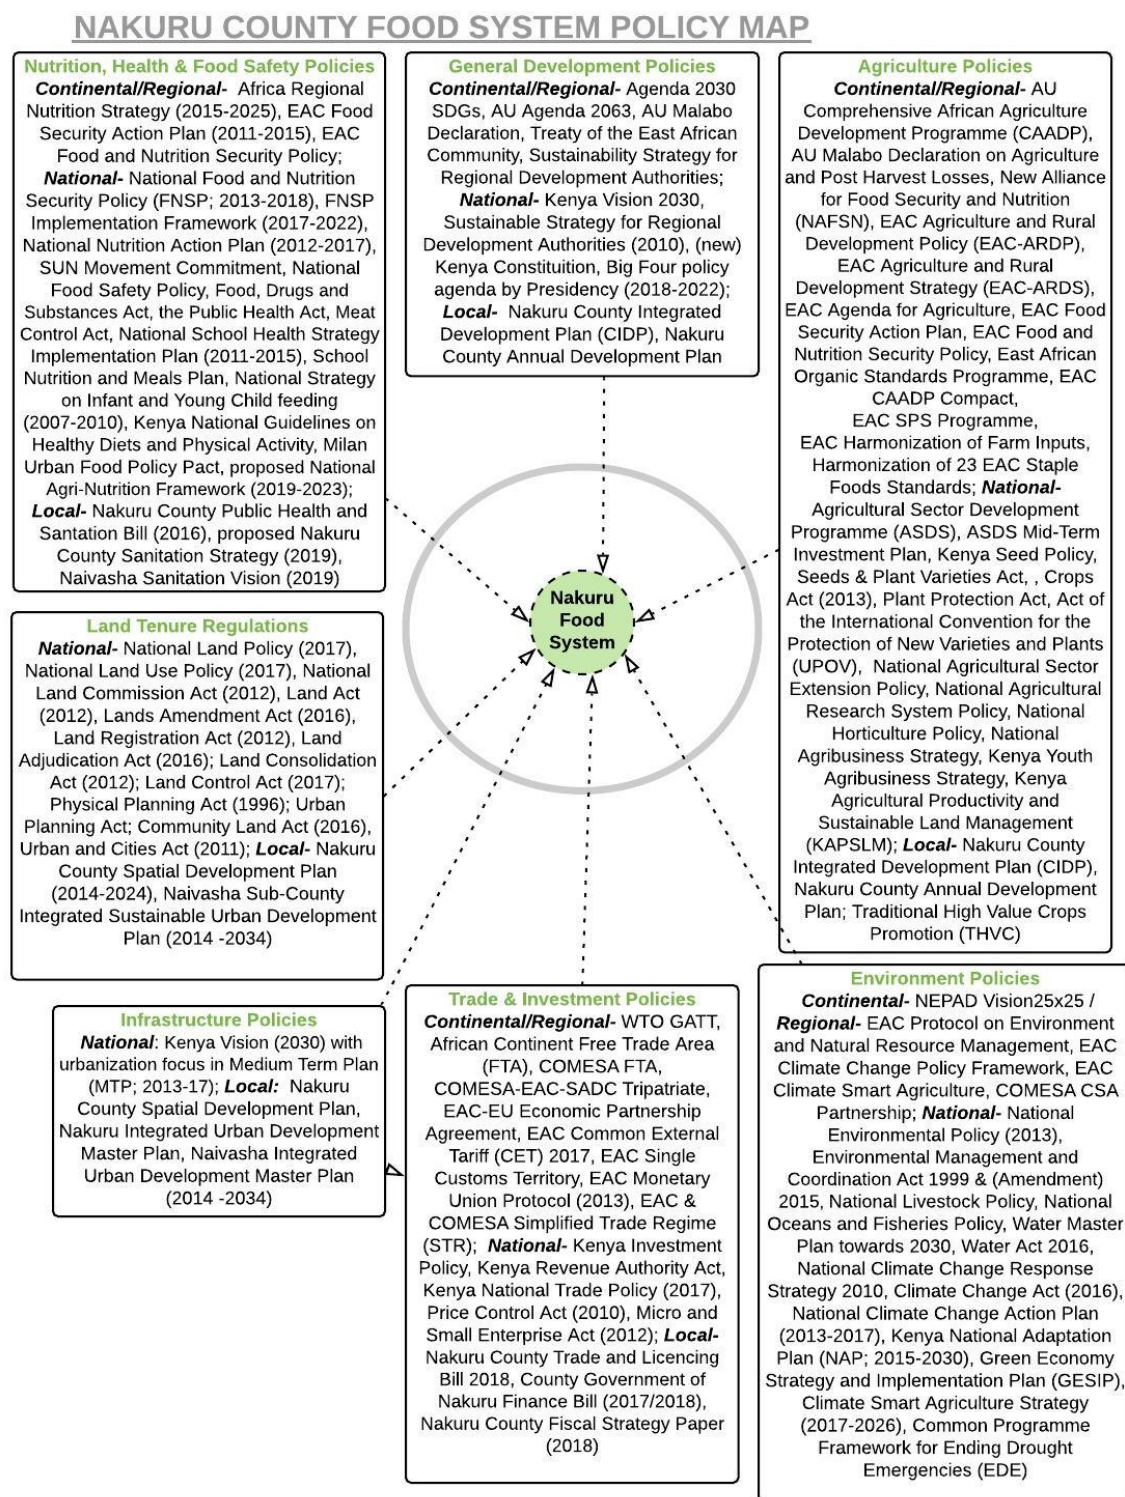 NAKURU COUNTY FOOD SYSTEM POLICY MAP
Nutrition, Health & Food Safety Policies
Continental/Regional- Africa Regional
Nutrition Strategy (2015-2025), EAC Food
Security Action Plan (2011-2015), EAC
Food and Nutrition Security Policy;
National- National Food and Nutrition
Security Policy (FNSP; 2013-2018), FNSP
Implementation Framework (2017-2022),
National Nutrition Action Plan (2012-2017),
SUN Movement Commitment, National
Food Safety Policy, Food, Drugs and
Substances Act, the Public Health Act, Meat
Control Act, National School Health Strategy
Implementation Plan (2011-2015), School
Nutrition and Meals Plan, National Strategy
on Infant and Young Child feeding
(2007-2010), Kenya National Guidelines on
Healthy Diets and Physical Activity, Milan
Urban Food Policy Pact, proposed National
Agri-Nutrition Framework (2019-2023);
Local- Nakuru County Public Health and
Santation Bill (2016), proposed Nakuru
County Sanitation Strategy (2019),
Naivasha Sanitation Vision (2019)
General Development Policies
Continental/Regional- Agenda 2030
SDGs, AU Agenda 2063, AU Malabo
Declaration, Treaty of the East African
Community, Sustainability Strategy for
Regional Development Authorities;
National- Kenya Vision 2030,
Sustainable Strategy for Regional
Development Authorities (2010), (new)
Kenya Constituition, Big Four policy
agenda by Presidency (2018-2022);
Local- Nakuru County Integrated
Development Plan (CIDP), Nakuru
County Annual Development Plan
Agriculture Policies
Continental/Regional- AU
Comprehensive African Agriculture
Development Programme (CAADP),
AU Malabo Declaration on Agriculture
and Post Harvest Losses, New Alliance
for Food Security and Nutrition
(NAFSN), EAC Agriculture and Rural
Development Policy (EAC-ARDP),
EAC Agriculture and Rural
Development Strategy (EAC-ARDS),
EAC Agenda for Agriculture, EAC Food
Security Action Plan, EAC Food and
Nutrition Security Policy, East African
Organic Standards Programme, EAC
CAADP Compact,
EAC SPS Programme,
EAC Harmonization of Farm Inputs,
Harmonization of 23 EAC Staple
Foods Standards; National-
Agricultural Sector Development
Programme (ASDS), ASDS Mid-Term
Investment Plan, Kenya Seed Policy,
Seeds & Plant Varieties Act, , Crops
Act (2013), Plant Protection Act, Act of
the International Convention for the
Protection of New Varieties and Plants
(UPOV), National Agricultural Sector
Extension Policy, National Agricultural
Research System Policy, National
Horticulture Policy, National
Agribusiness Strategy, Kenya Youth
Agribusiness Strategy, Kenya
Agricultural Productivity and
Sustainable Land Management
(KAPSLM); Local- Nakuru County
Integrated Development Plan (CIDP),
Nakuru County Annual Development
Plan; Traditional High Value Crops
Promotion (THVC)
Nakuru
Food
System
Land Tenure Regulations
National- National Land Policy (2017),
National Land Use Policy (2017), National
Land Commission Act (2012), Land Act
(2012), Lands Amendment Act (2016),
Land Registration Act (2012), Land
Adjudication Act (2016); Land Consolidation
Act (2012); Land Control Act (2017);
Physical Planning Act (1996); Urban
Planning Act; Community Land Act (2016),
Urban and Cities Act (2011); Local- Nakuru
County Spatial Development Plan
(2014-2024), Naivasha Sub-County
Integrated Sustainable Urban Development
Plan (2014 -2034)
Infrastructure Policies
National: Kenya Vision (2030) with
urbanization focus in Medium Term Plan
(MTP; 2013-17); Local: Nakuru
County Spatial Development Plan,
Nakuru Integrated Urban Development
Master Plan, Naivasha Integrated
Urban Development Master Plan
(2014 -2034)
Trade & Investment Policies
Continental/Regional- WTO GATT,
African Continent Free Trade Area
(FTA), COMESA FTA,
COMESA-EAC-SADC Tripatriate,
EAC-EU Economic Partnership
Agreement, EAC Common External
Tariff (CET) 2017, EAC Single
Customs Territory, EAC Monetary
Union Protocol (2013), EAC &
COMESA Simplified Trade Regime
(STR); National- Kenya Investment
Policy, Kenya Revenue Authority Act,
Kenya National Trade Policy (2017),
Price Control Act (2010), Micro and
Small Enterprise Act (2012); Local-
Nakuru County Trade and Licencing
Bill 2018, County Government of
Nakuru Finance Bill (2017/2018),
Nakuru County Fiscal Strategy Paper
(2018)
Environment Policies
Continental- NEPAD Vision25x25 /
Regional- EAC Protocol on Environment
and Natural Resource Management, EAC
Climate Change Policy Framework, EAC
Climate Smart Agriculture, COMESA CSA
Partnership; National- National
Environmental Policy (2013),
Environmental Management and
Coordination Act 1999 & (Amendment)
2015, National Livestock Policy, National
Oceans and Fisheries Policy, Water Master
Plan towards 2030, Water Act 2016,
National Climate Change Response
Strategy 2010, Climate Change Act (2016),
National Climate Change Action Plan
(2013-2017), Kenya National Adaptation
Plan (NAP; 2015-2030), Green Economy
Strategy and Implementation Plan (GESIP),
Climate Smart Agriculture Strategy
(2017-2026), Common Programme
Framework for Ending Drought
Emergencies (EDE)